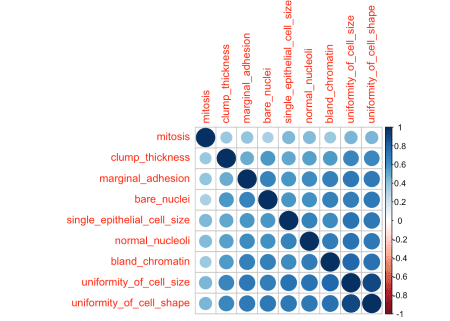 mitosis
clump_thickness
marginal_adhesion
bare_nuclei
single_epithelial_cell_size
normal_nucleoli
bland_chromatin
uniformity_of_cell_size
uniformity_of_cell_shape
mitosis
clump_thickness
marginal_adhesion
bare_nuclei
single_epithelial_cell_size
normal_nucleoli
bland_chromatin
uniformity_of_cell_size
uniformity_of_cell_shape
1
0.8
0.6
0.4
0.2
0
-0.2
-0.4
-0.6
-0.8
-1